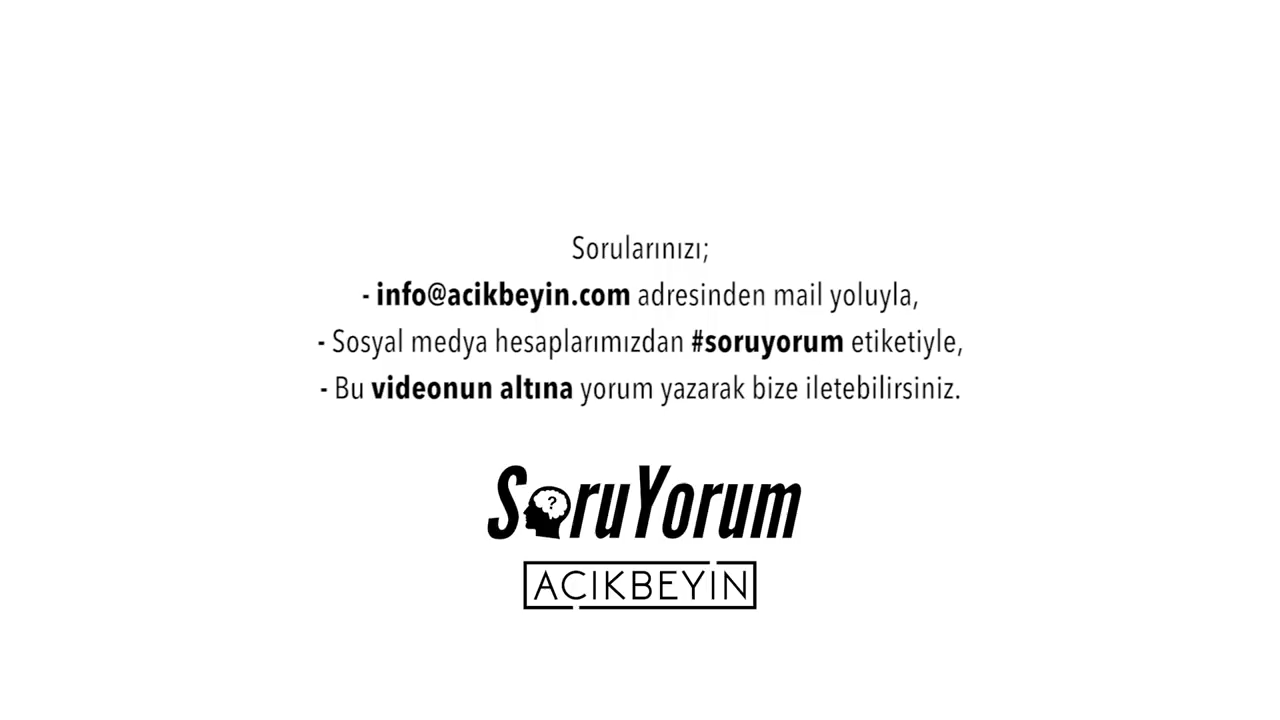 Sorularınızı;
- info@acikbeyin.com adresinden mail yoluyla,
- Sosyal medya hesaplarımızdan #soruyorum etiketiyle,
- Bu videonun altına yorum yazarak bize iletebilirsiniz.
SoruYorum
AÇIKBEYİN